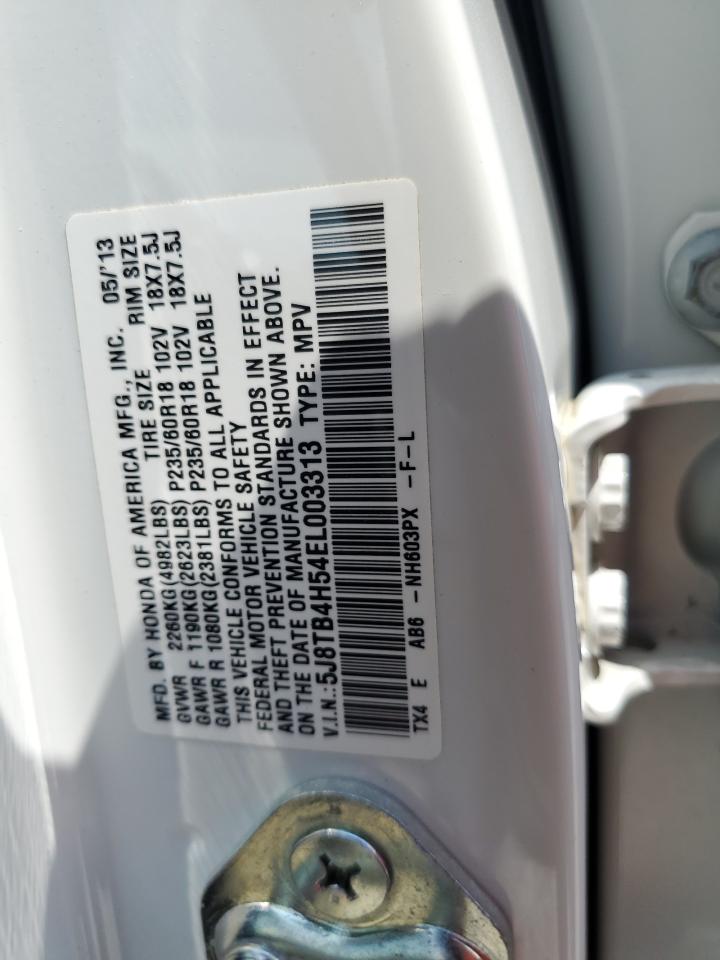 MFD. BY HONDA OF AMERICA MFG., INC. 05/'13
TIRE SIZE RIM SIZE
GVWR 2260KG(4982LBS)
GAWR F 1190KG(2623LBS) P235/60R18 102V 18X7.5J
GAWR R 1080KG(2381LBS) P235/60R18 102V 18X7.5J
THIS VEHICLE CONFORMS TO ALL APPLICABLE
FEDERAL MOTOR VEHICLE SAFETY
AND THEFT PREVENTION STANDARDS IN EFFECT
ON THE DATE OF MANUFACTURE SHOWN ABOVE.
V.I.N.:5J8TB4H54EL003313 TYPE: MPV
TX4 E AB6 -NH603PX -F-L